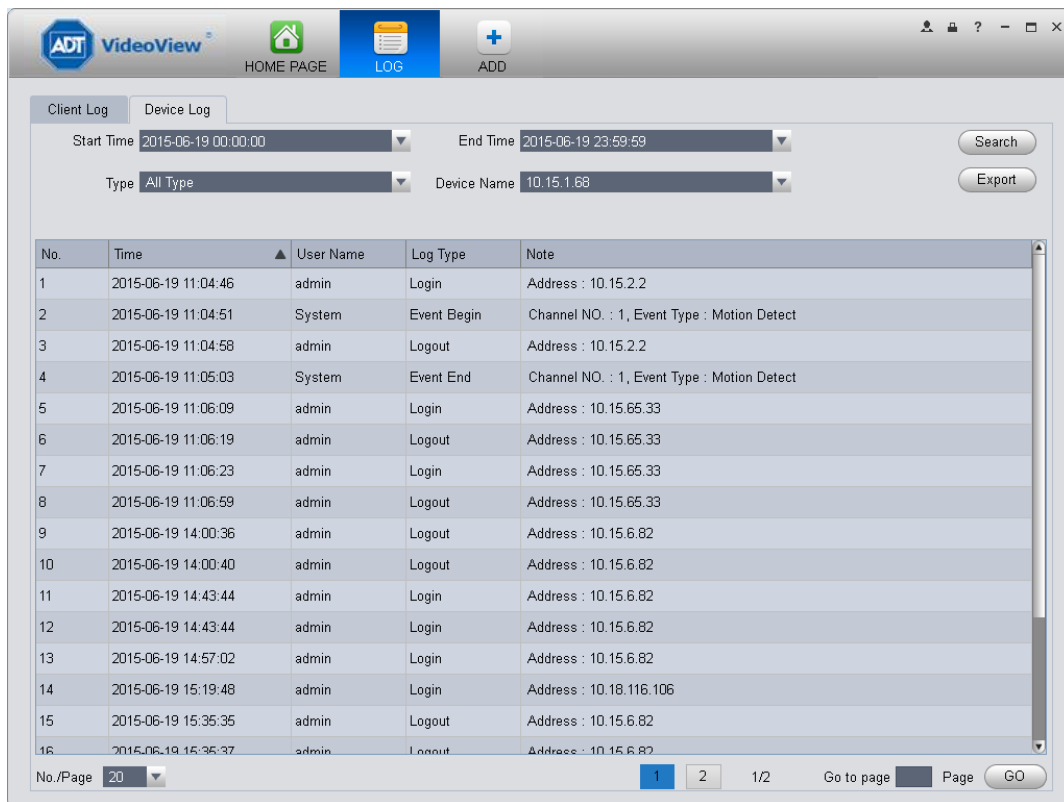 ADT VideoView®
HOME PAGE
LOG
ADD
?
Client Log Device Log
Start Time 2015-06-19 00:00:00 End Time 2015-06-19 23:59:59 Search
Type All Type Device Name 10.15.1.68 Export
No. Time User Name Log Type Note
1 2015-06-19 11:04:46 admin Login Address : 10.15.2.2
2 2015-06-19 11:04:51 System Event Begin Channel NO. : 1, Event Type : Motion Detect
3 2015-06-19 11:04:58 admin Logout Address : 10.15.2.2
4 2015-06-19 11:05:03 System Event End Channel NO. : 1, Event Type : Motion Detect
5 2015-06-19 11:06:09 admin Login Address : 10.15.65.33
6 2015-06-19 11:06:19 admin Logout Address : 10.15.65.33
7 2015-06-19 11:06:23 admin Login Address : 10.15.65.33
8 2015-06-19 11:06:59 admin Logout Address : 10.15.65.33
9 2015-06-19 14:00:36 admin Login Address : 10.15.6.82
10 2015-06-19 14:00:40 admin Logout Address : 10.15.6.82
11 2015-06-19 14:43:44 admin Login Address : 10.15.6.82
12 2015-06-19 14:43:44 admin Login Address : 10.15.6.82
13 2015-06-19 14:57:02 admin Login Address : 10.15.6.82
14 2015-06-19 15:19:48 admin Login Address : 10.18.116.106
15 2015-06-19 15:35:35 admin Logout Address : 10.15.6.82
16 2015-06-19 15:35:37 admin Logout Address : 10.15.6.82
No./Page 20 1 2 1/2 Go to page Page GO